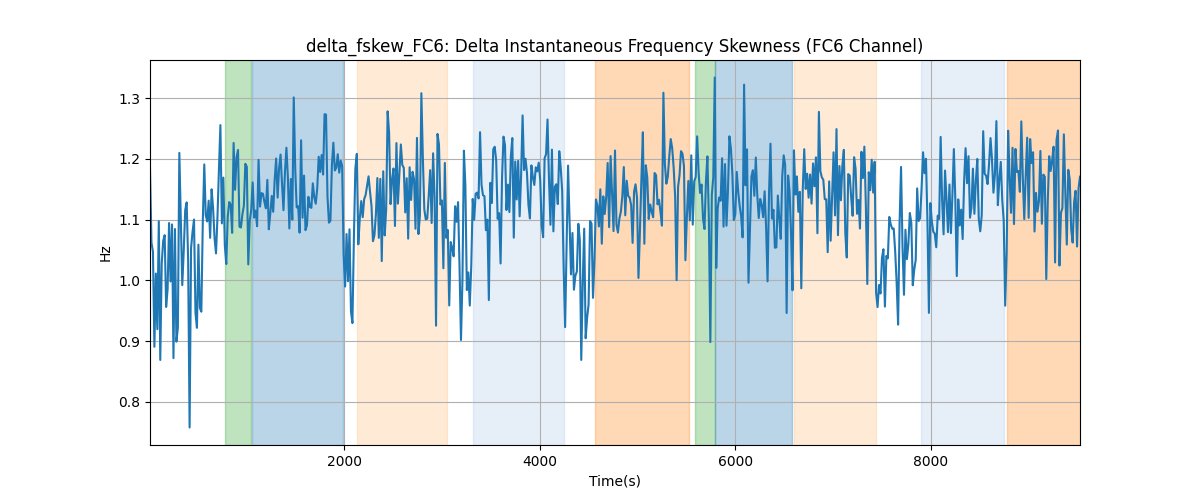 delta_fskew_FC6: Delta Instantaneous Frequency Skewness (FC6 Channel)
Hz
1.3
1.2
1.1
1.0
0.9
0.8
2000 4000 6000 8000
Time(s)